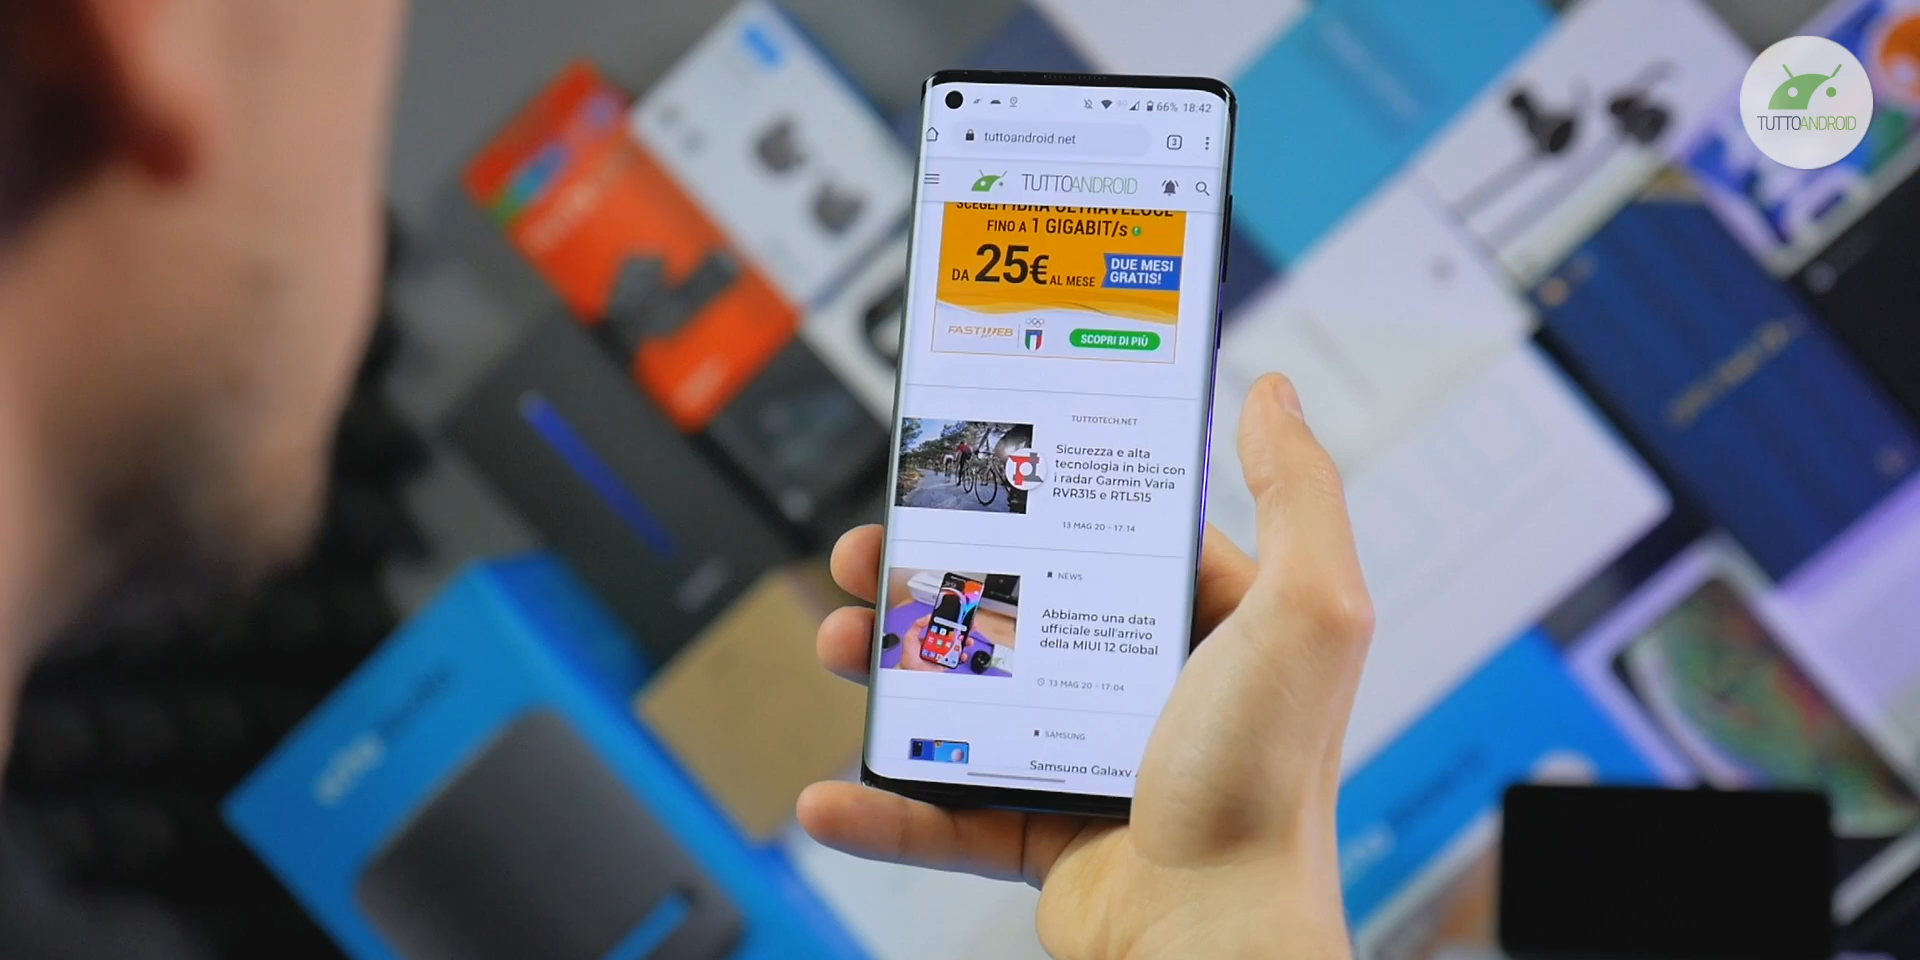 TUTTOANDROID
66% 18:42
tuttoandroid.net
3
TUTTOANDROID
SCEGLI FIBRA ULTRAVELOCE
FINO A 1 GIGABIT/s
DA 25€ AL MESE
DUE MESI
GRATIS!
FASTWEB
SCOPRI DI PIÙ
TUTTOTECH.NET
Sicurezza e alta
tecnologia in bici con
i radar Garmin Varia
RVR315 e RTL515
13 MAG 20 - 17:14
NEWS
Abbiamo una data
ufficiale sull'arrivo
della MIUI 12 Global
13 MAG 20 - 17:04
SAMSUNG
Samsung Galaxy